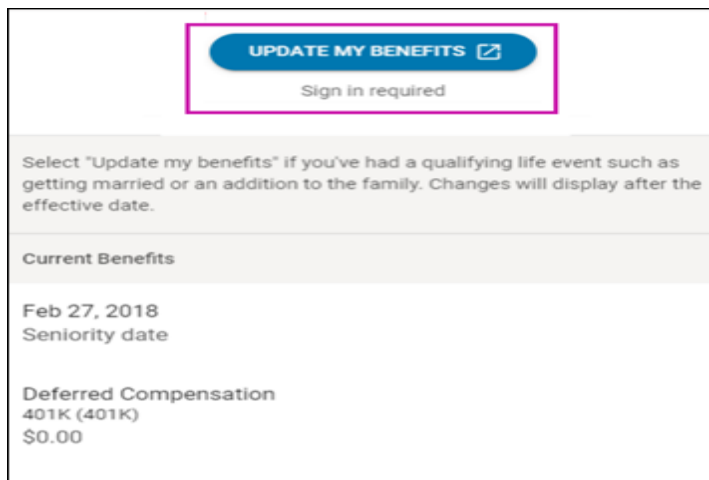 UPDATE MY BENEFITS
Sign in required
Select "Update my benefits" if you've had a qualifying life event such as
getting married or an addition to the family. Changes will display after the
effective date.
Current Benefits
Feb 27, 2018
Seniority date
Deferred Compensation
401K (401K)
$0.00